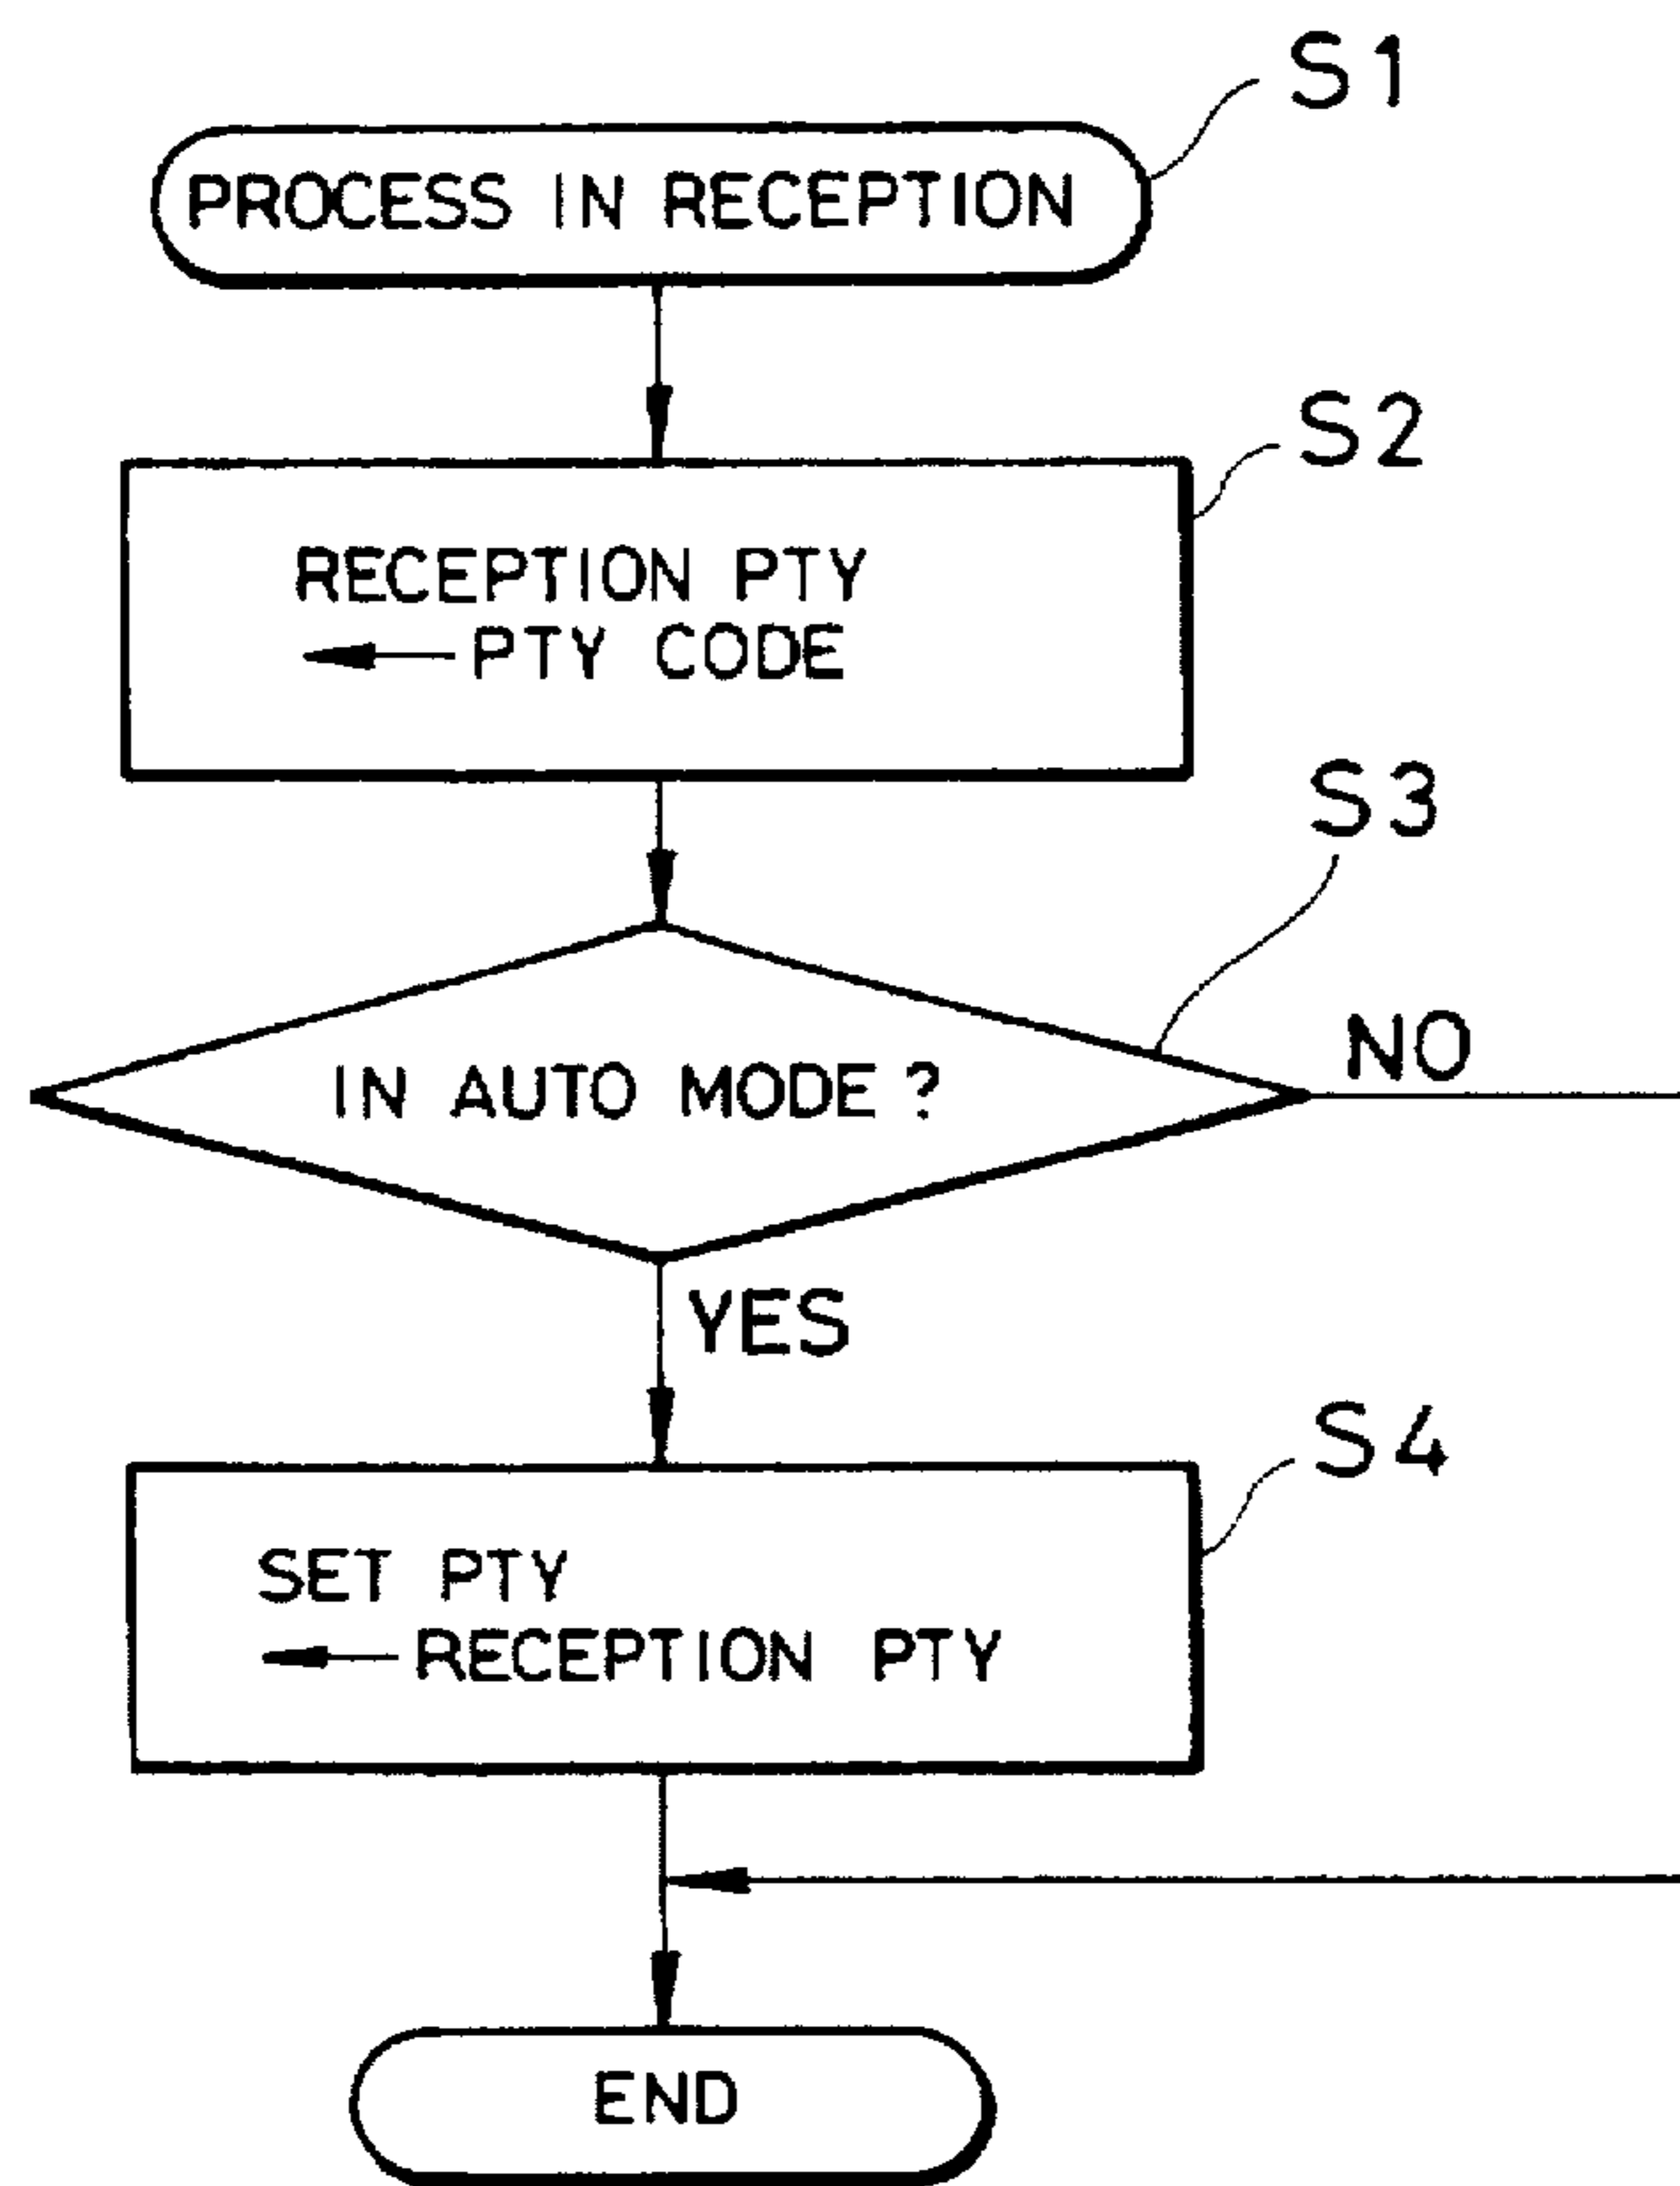 S1
PROCESS IN RECEPTION
S2
RECEPTION PTY
← PTY CODE
S3
NO
IN AUTO MODE ?
YES
S4
SET PTY
← RECEPTION PTY
END